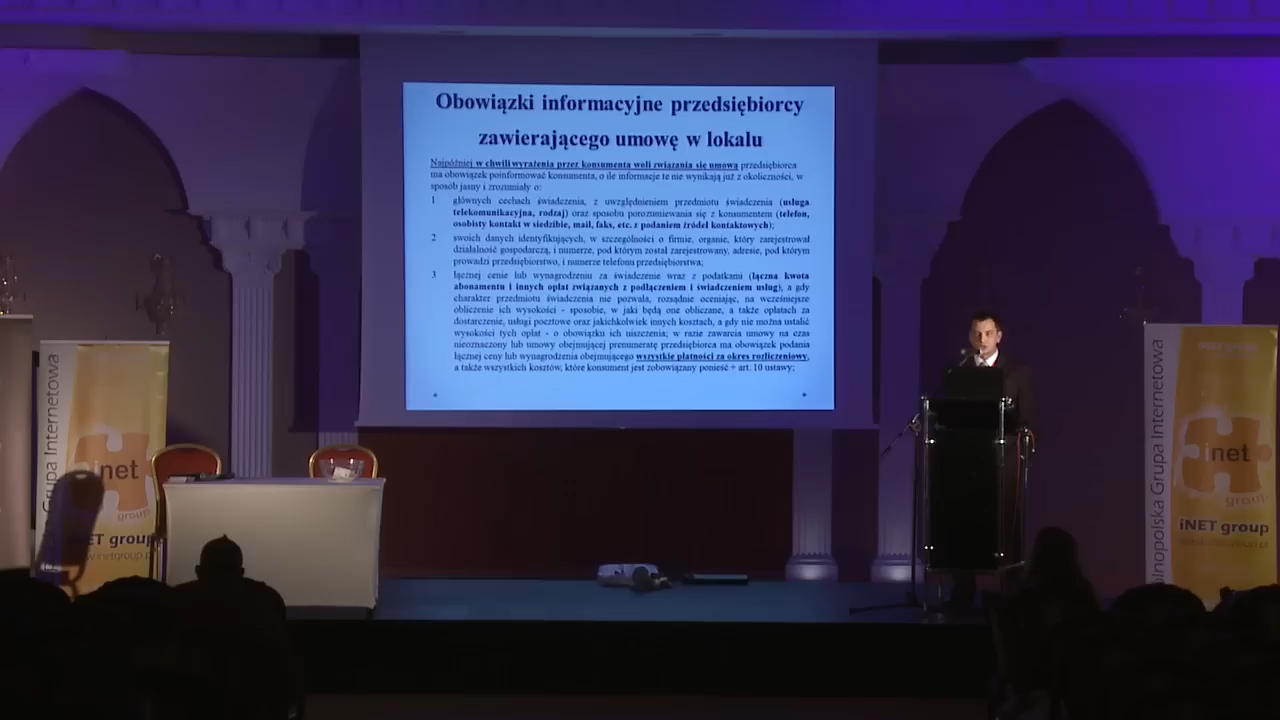 Obowiązki informacyjne przedsiębiorcy
zawierającego umowę w lokalu
Najpóźniej w chwili wyrażenia przez konsumenta woli związania się umową przedsiębiorca
ma obowiązek poinformować konsumenta, o ile informacje te nie wynikają już z okoliczności, w
sposób jasny i zrozumiały o:
1 głównych cechach świadczenia, z uwzględnieniem przedmiotu świadczenia (usługa
telekomunikacyjna, rodzaj) oraz sposobu porozumiewania się z konsumentem (telefon,
osobisty kontakt w siedzibie, mail, faks, etc. z podaniem źródeł kontaktowych);
2 swoich danych identyfikujących, w szczególności o firmie, organie, który zarejestrował
działalność gospodarczą, i numerze, pod którym został zarejestrowany, adresie, pod którym
prowadzi przedsiębiorstwo, i numerze telefonu przedsiębiorstwa;
3 łącznej cenie lub wynagrodzeniu za świadczenie wraz z podatkami (łączna kwota
abonamentu i innych opłat związanych z podłączeniem i świadczeniem usług), a gdy
charakter przedmiotu świadczenia nie pozwala, rozsądnie oceniając, na wcześniejsze
obliczenie ich wysokości - sposobie, w jaki będą one obliczane, a także opłatach za
dostarczenie, usługi pocztowe oraz jakichkolwiek innych kosztach, a gdy nie można ustalić
wysokości tych opłat - o obowiązku ich uiszczenia; w razie zawarcia umowy na czas
nieoznaczony lub umowy obejmującej prenumeratę przedsiębiorca ma obowiązek podania
łącznej ceny lub wynagrodzenia obejmującego wszystkie płatności za okres rozliczeniowy,
a także wszystkich kosztów, które konsument jest zobowiązany ponieść + art. 10 ustawy;
Grupa Internetowa
inet
group
ET group
w.inetgroup.p
olnopolska Grupa Internetowa
inet
group
iNET group